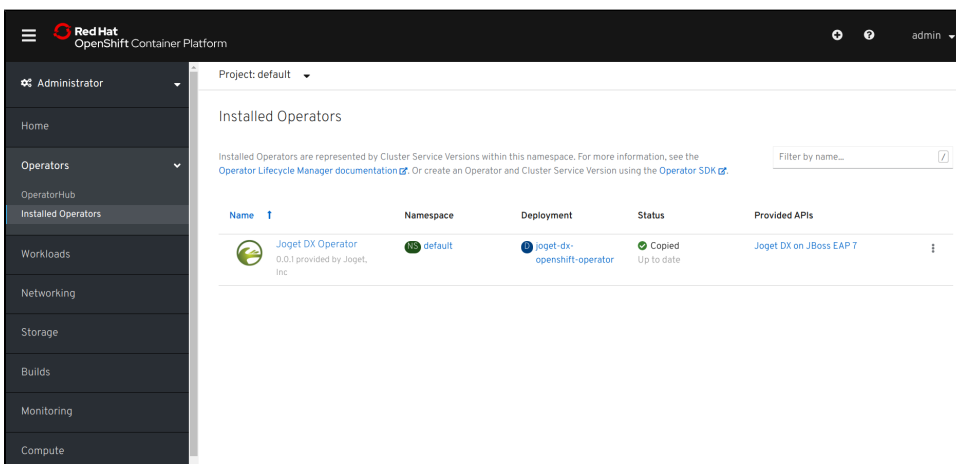 Red Hat
OpenShift Container Platform
admin
Administrator
Project: default
Home
Installed Operators
Operators
Installed Operators are represented by Cluster Service Versions within this namespace. For more information, see the
Operator Lifecycle Manager documentation. Or create an Operator and Cluster Service Version using the Operator SDK.
Filter by name...
/
OperatorHub
Installed Operators
Name Namespace Deployment Status Provided APIs
Workloads
Joget DX Operator
0.0.1 provided by Joget,
Inc
NS default
D joget-dx-
openshift-operator
Copied
Up to date
Joget DX on JBoss EAP 7
Networking
Storage
Builds
Monitoring
Compute